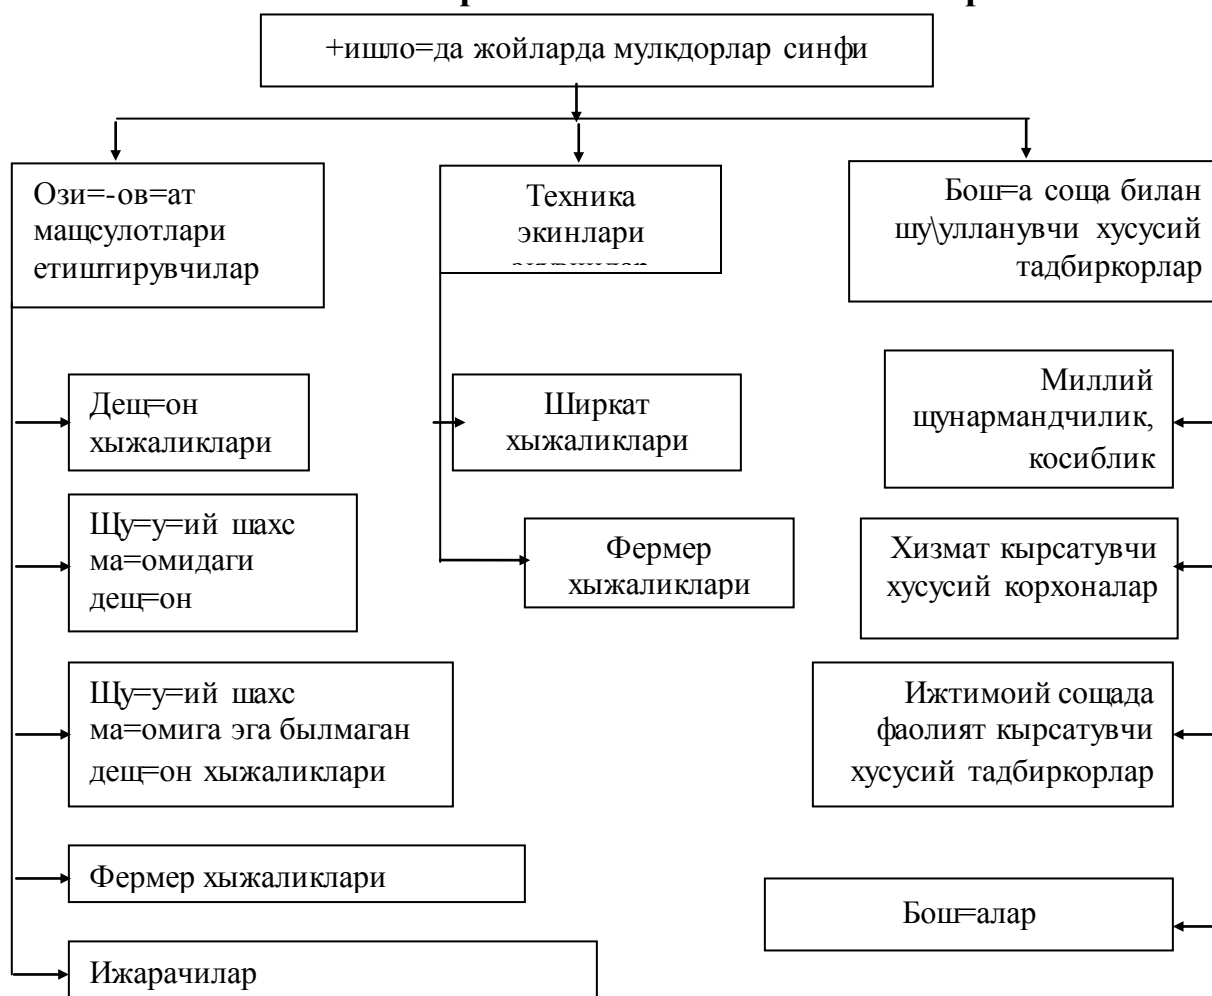 +ишло=да жойларда мулкдорлар синфи
Ози=-ов=ат
мащсулотлари
етиштирувчилар
Техника
экинлари
Бош=а соща билан
шу\улланувчи хусусий
тадбиркорлар
Дещ=он
хыжаликлари
Ширкат
хыжаликлари
Миллий
щунармандчилик,
косиблик
Щу=у=ий шахс
ма=омидаги
дещ=он
Фермер
хыжаликлари
Хизмат кырсатувчи
хусусий корхоналар
Щу=у=ий шахс
ма=омига эга былмаган
дещ=он хыжаликлари
Ижтимоий сощада
фаолият кырсатувчи
хусусий тадбиркорлар
Фермер хыжаликлари
Бош=алар
Ижарачилар